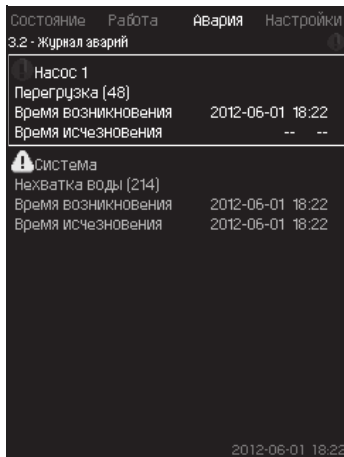 Состояние Работа Авария Настройки
3.2 - Журнал аварий
Насос 1
Перегрузка (48)
Время возникновения 2012-06-01 18:22
Время исчезновения -- --
Система
Нехватка воды (214)
Время возникновения 2012-06-01 18:22
Время исчезновения 2012-06-01 18:22
2012-06-01 18:22